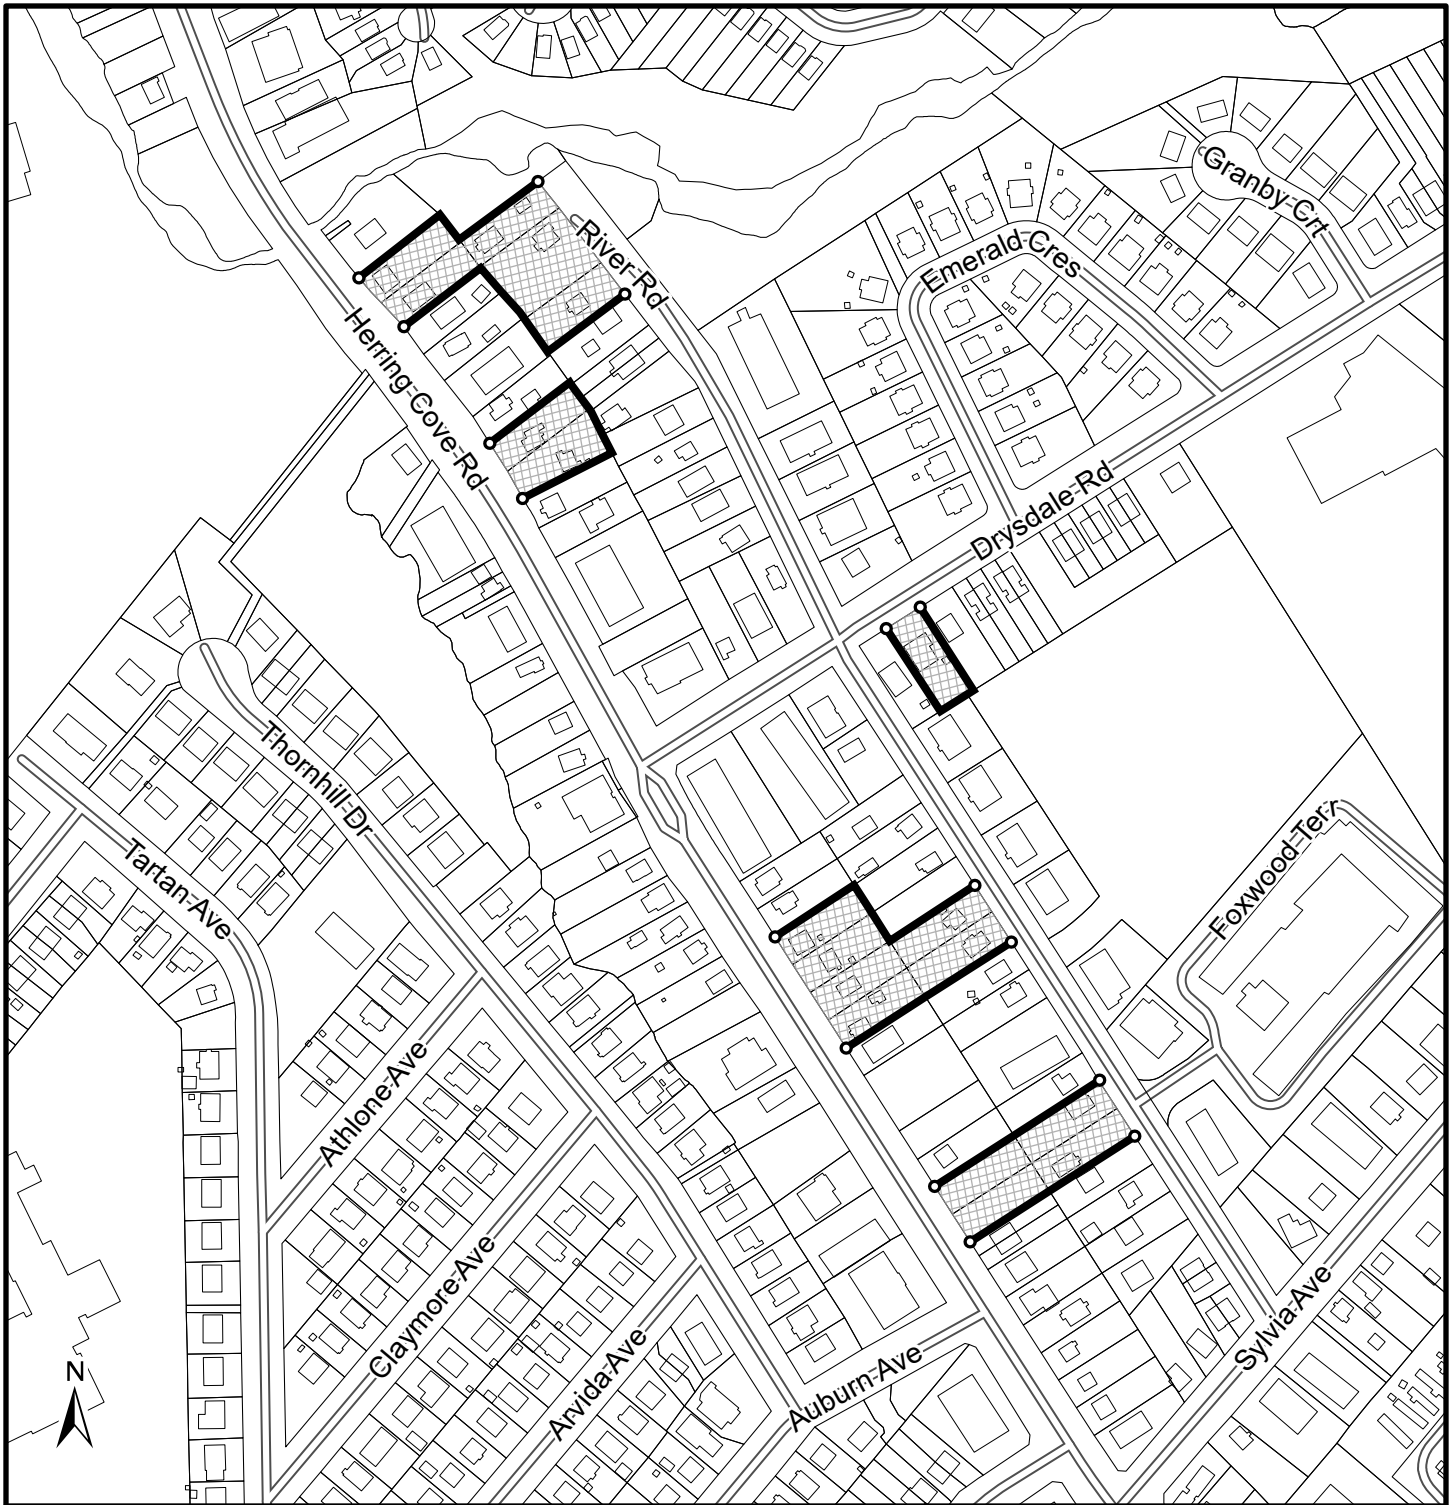 Granby Crt
River Rd
Emerald Cres
Herring Cove Rd
Drysdale Rd
Thornhill Dr
Foxwood Terr
Tartan Ave
Athlone Ave
Claymore Ave
Sylvia Ave
Arvida Ave
Auburn Ave
N